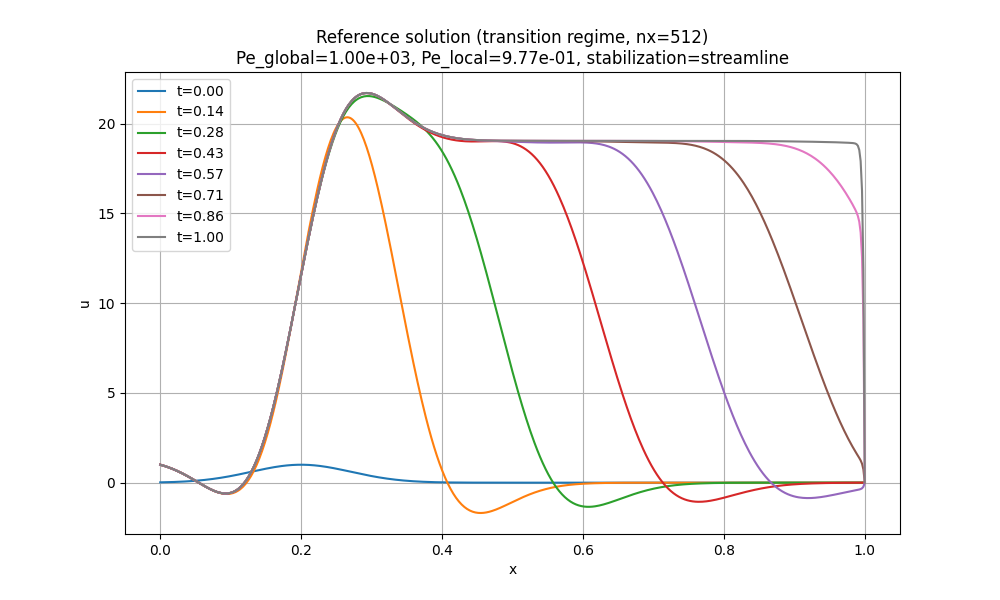 Reference solution (transition regime, nx=512)
Pe_global=1.00e+03, Pe_local=9.77e-01, stabilization=streamline
t=0.00
t=0.14
t=0.28
t=0.43
t=0.57
t=0.71
t=0.86
t=1.00
u
20
15
10
5
0
0.0 0.2 0.4 0.6 0.8 1.0
x